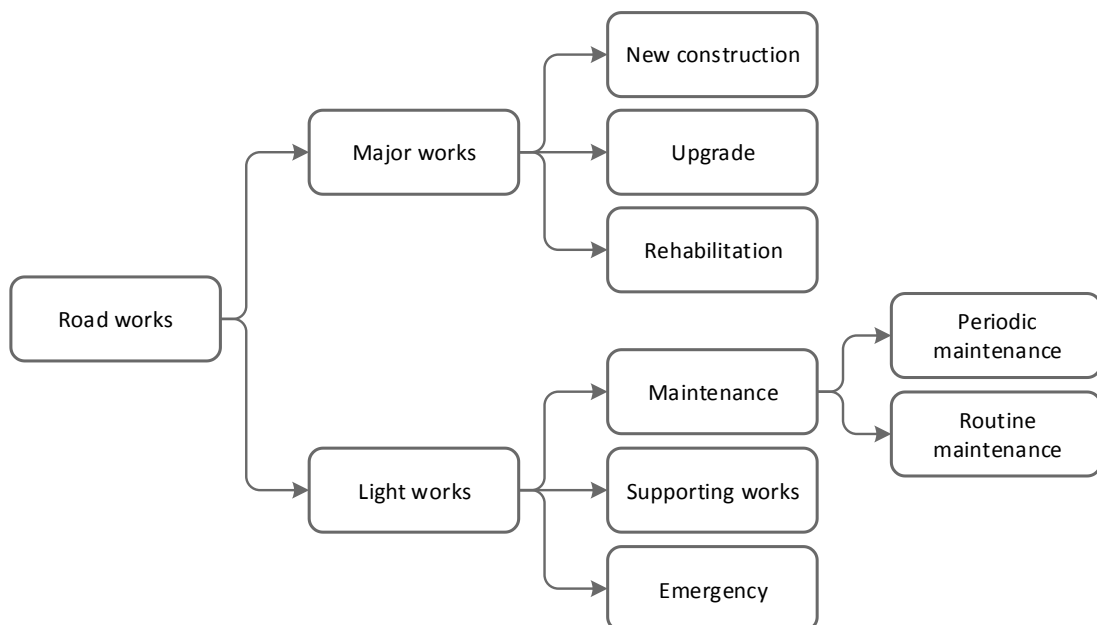 New construction
Major works
Upgrade
Rehabilitation
Road works
Periodic
maintenance
Maintenance
Routine
maintenance
Light works
Supporting works
Emergency